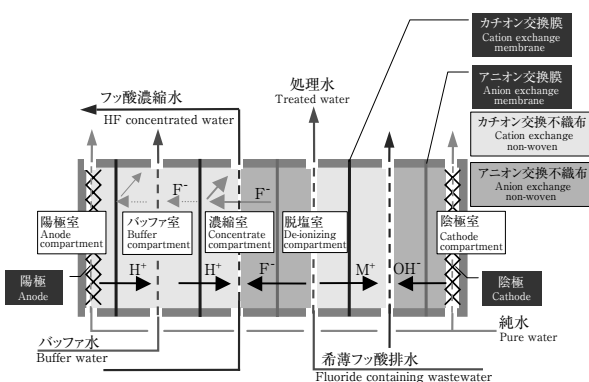 カチオン交換膜
Cation exchange
membrane
アニオン交換膜
Anion exchange
membrane
カチオン交換不織布
Cation exchange
non-woven
アニオン交換不織布
Anion exchange
non-woven
フッ酸濃縮水
HF concentrated water
処理水
Treated water
F-
F-
陽極室
Anode
compartment
バッファ室
Buffer
compartment
濃縮室
Concentrate
compartment
脱塩室
De-ionizing
compartment
陰極室
Cathode
compartment
H+
H+
F-
M+
OH-
陽極
Anode
陰極
Cathode
バッファ水
Buffer water
希薄フッ酸排水
Fluoride containing wastewater
純水
Pure water